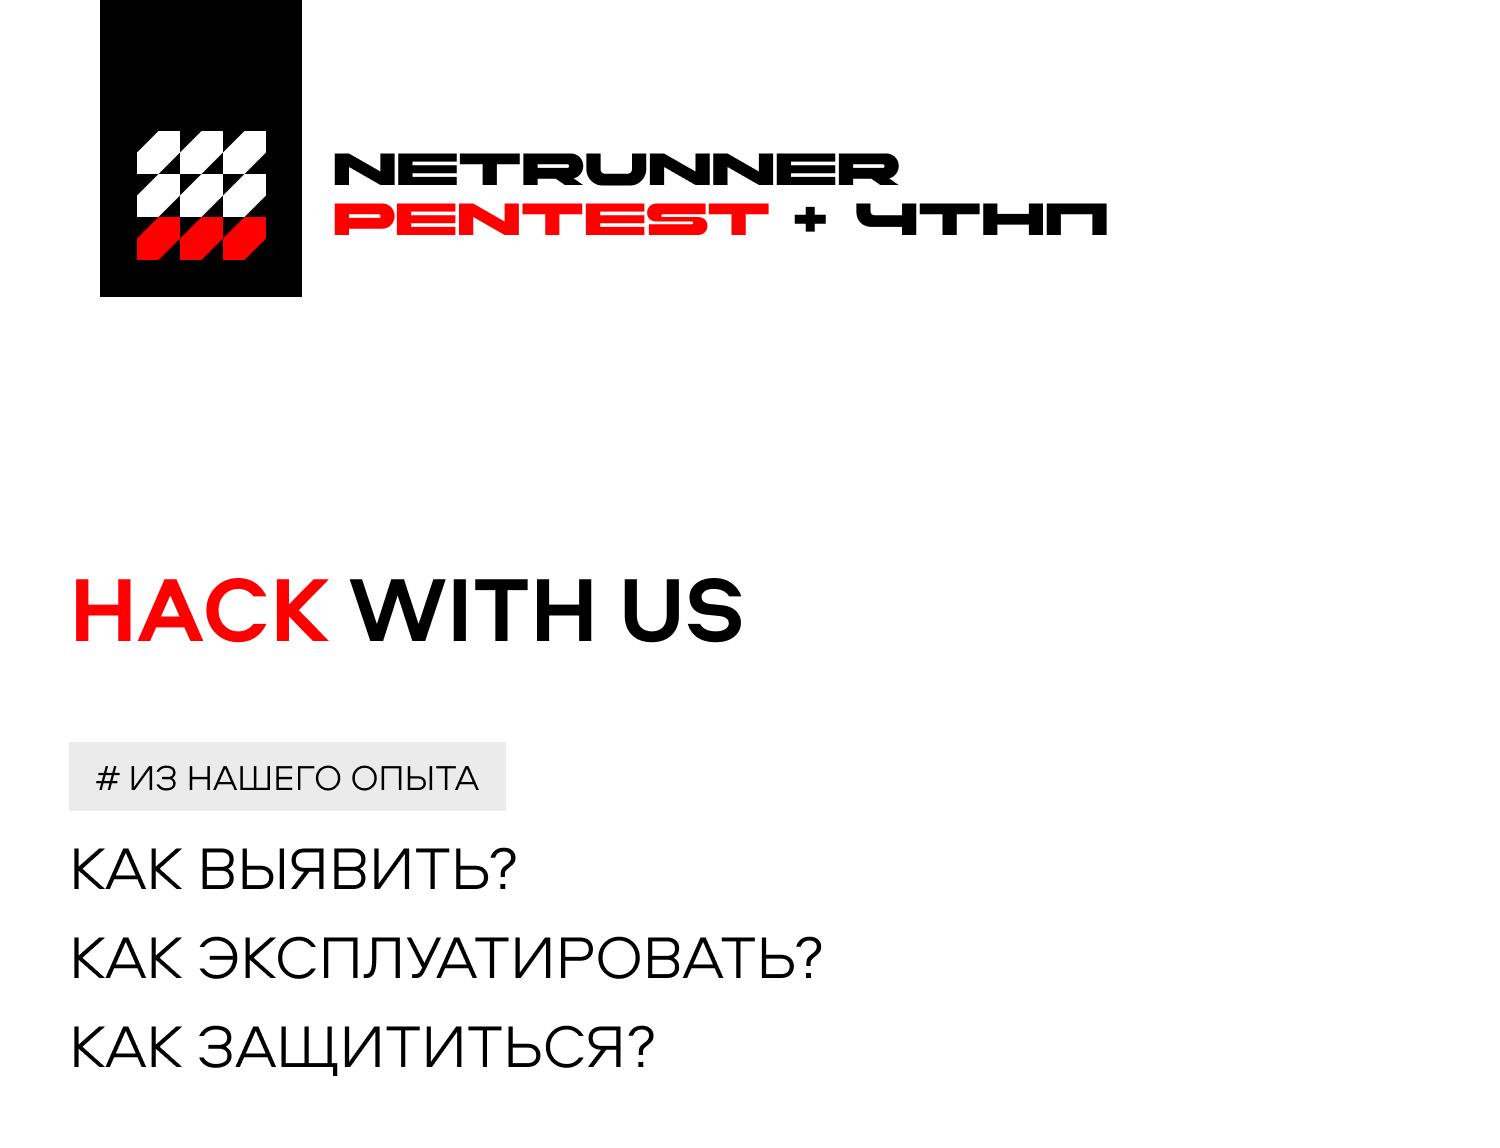 NETRUNNER
PENTEST + ЧТНП
HACK WITH US
# ИЗ НАШЕГО ОПЫТА
КАК ВЫЯВИТЬ?
КАК ЭКСПЛУАТИРОВАТЬ?
КАК ЗАЩИТИТЬСЯ?